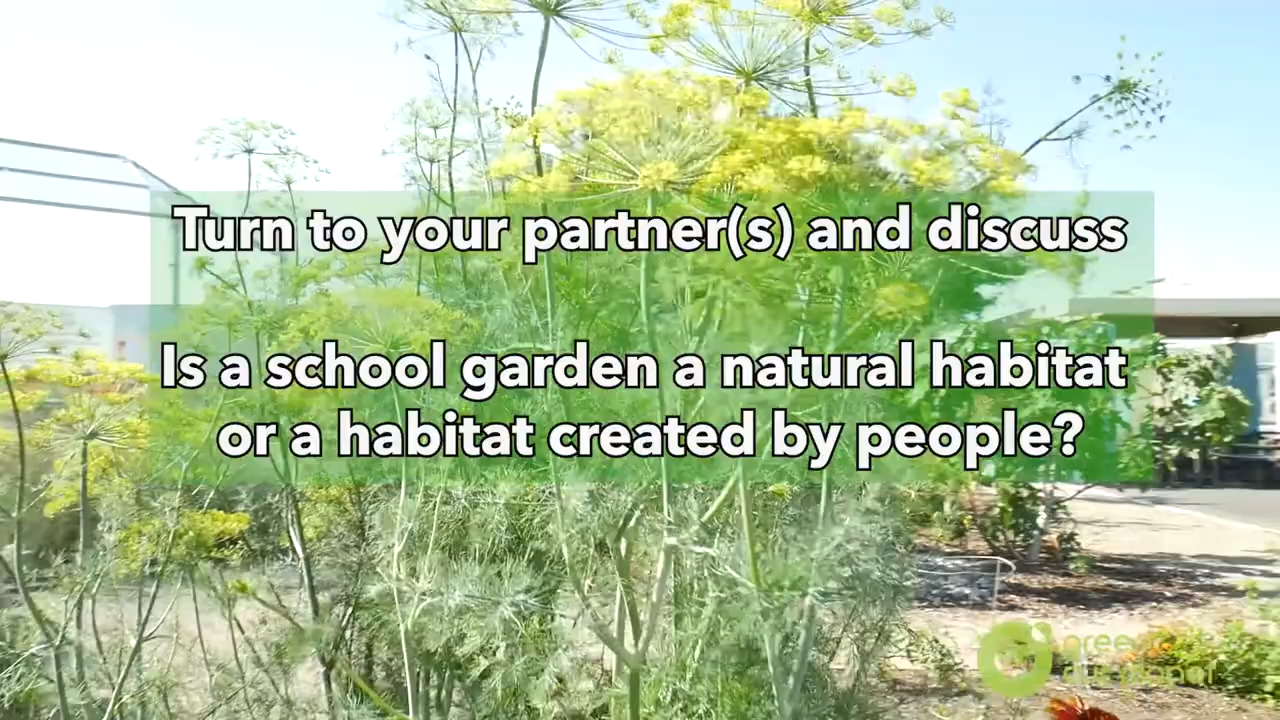 Turn to your partner(s) and discuss
Is a school garden a natural habitat
or a habitat created by people?